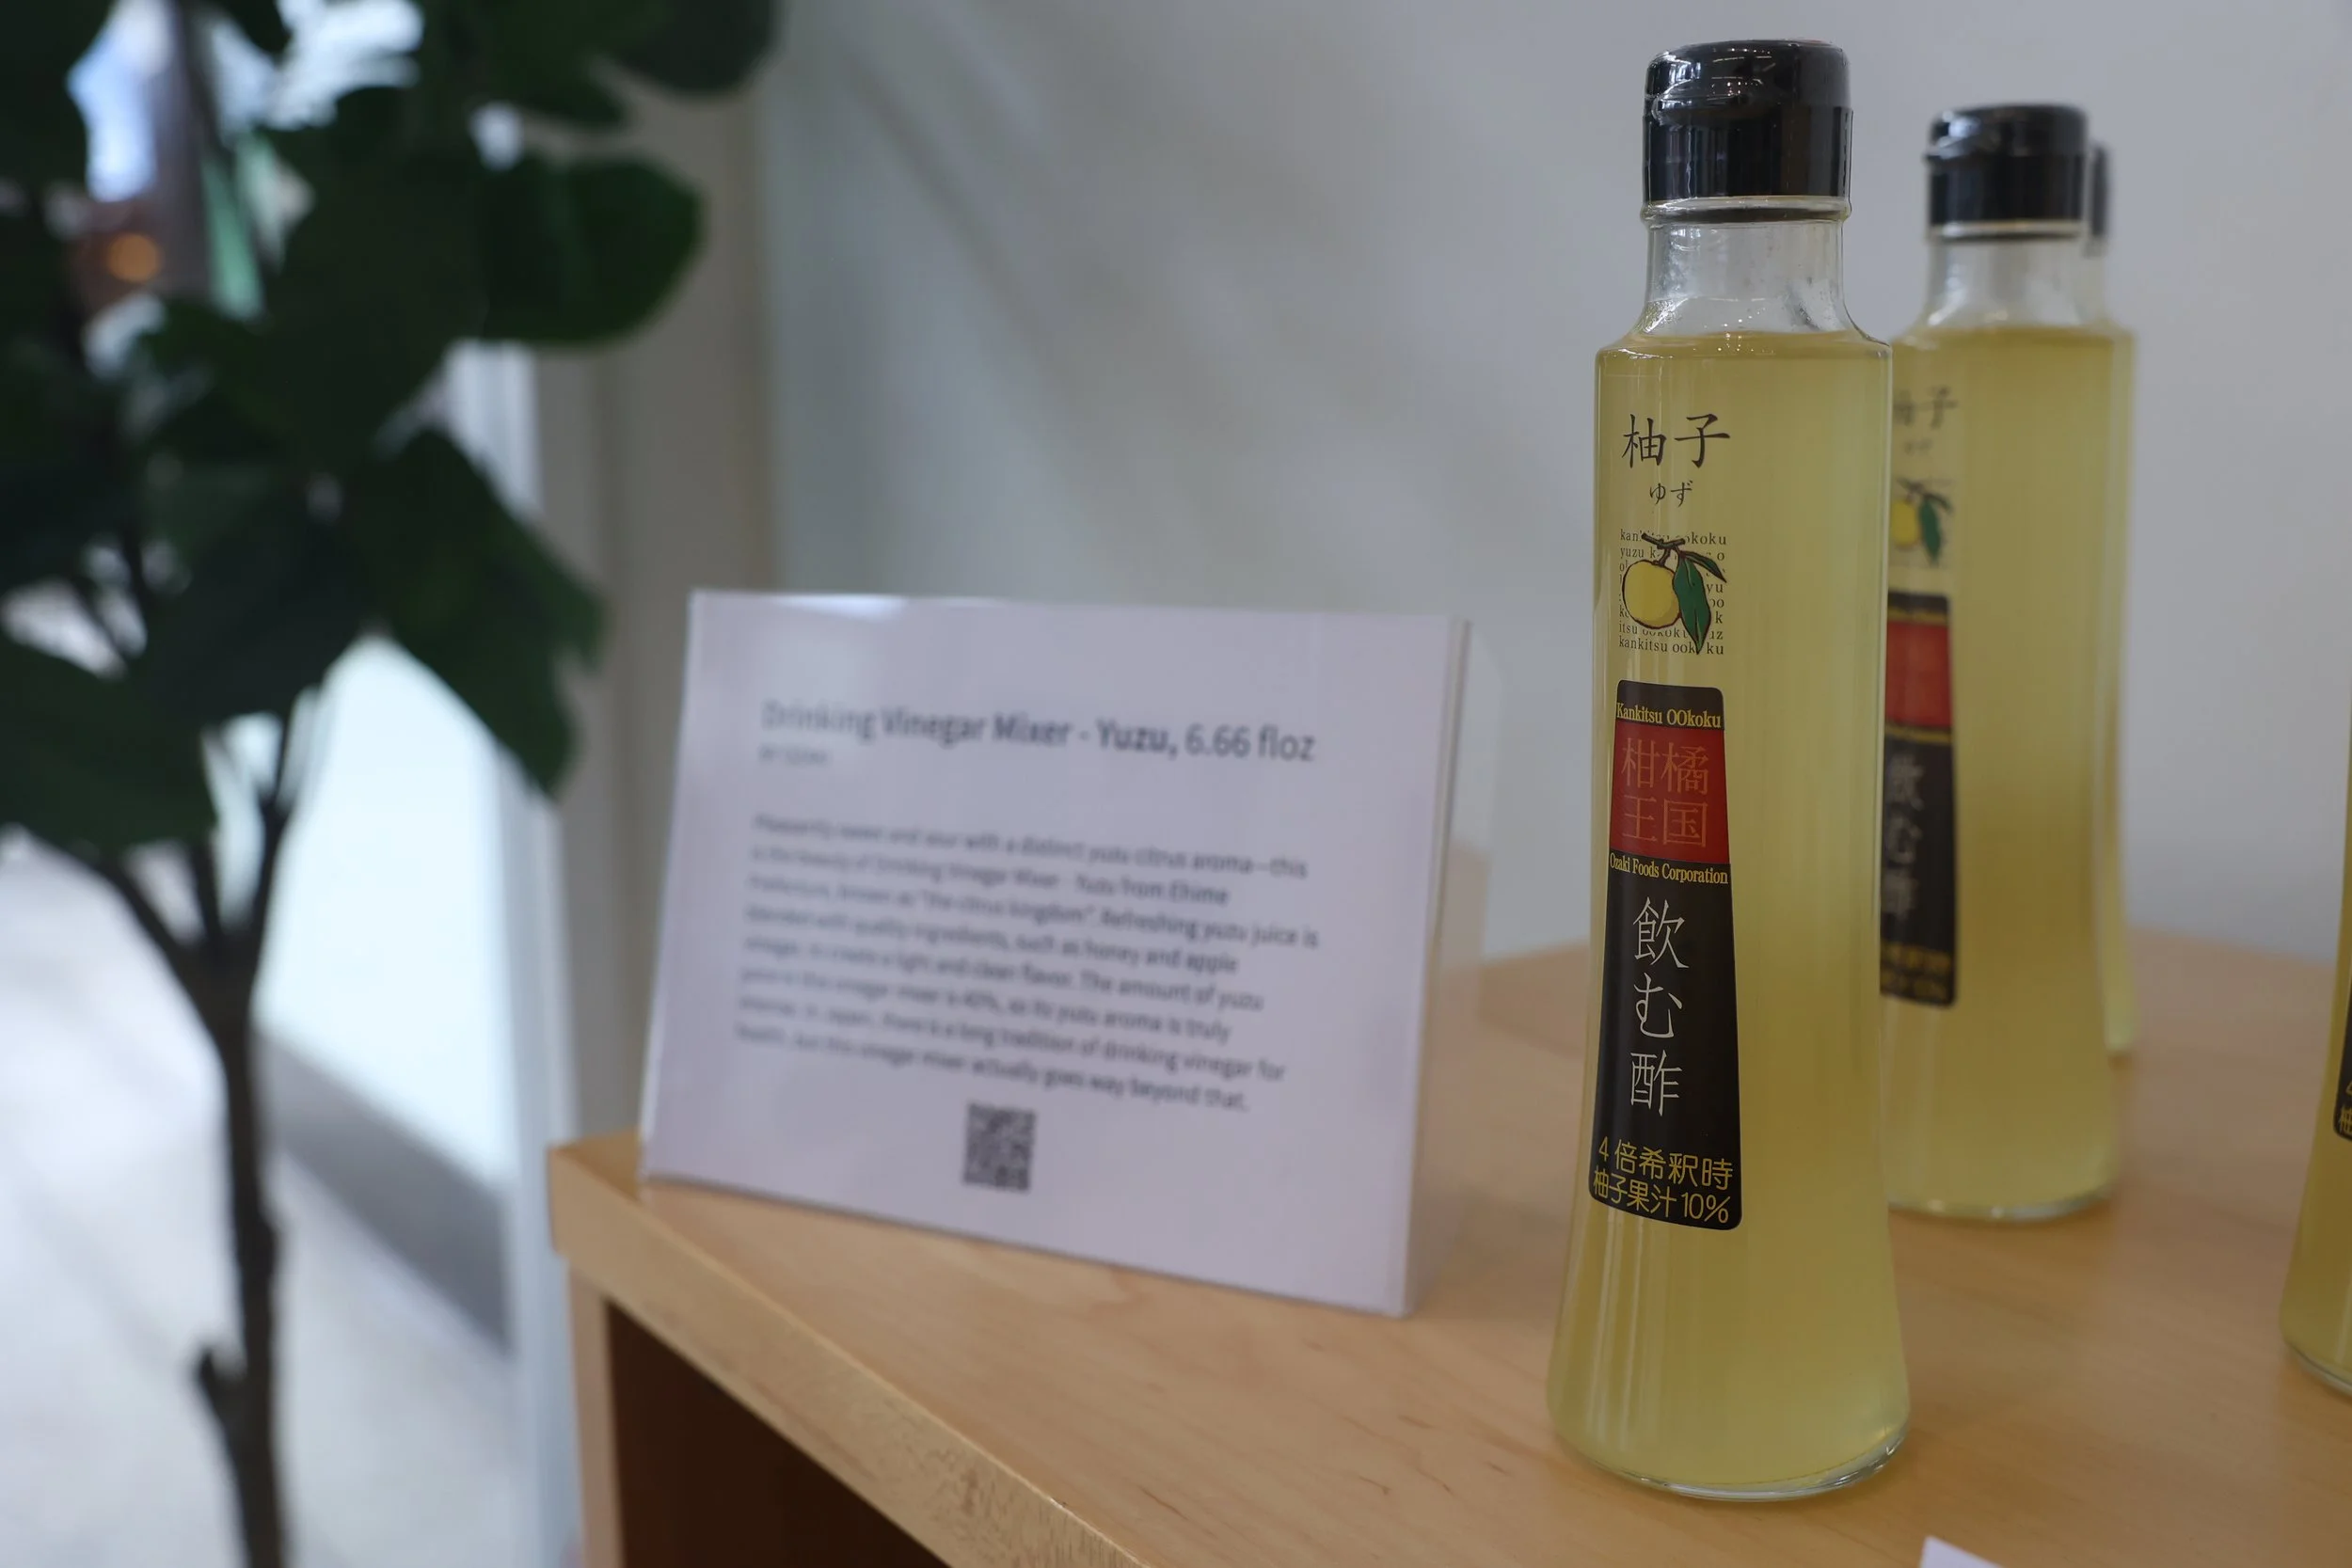 Drinking Vinegar Mixer - Yuzu, 6.66 floz
Pleasantly sweet and sour with a distinct yuzu citrus aroma—this
is the beauty of Drinking Vinegar Mixer - Yuzu from Ehime
Prefecture, known as "the citrus kingdom". Refreshing yuzu juice is
blended with quality ingredients, such as honey and apple
vinegar, to create a light and clean flavor. The amount of yuzu
juice in the vinegar mixer is 40%, so its yuzu aroma is truly
intense. In Japan, there is a long tradition of drinking vinegar for
health, but this vinegar mixer actually goes way beyond that.
柚子
ゆず
kankitsu ookoku
Kankitsu OOkoku
柑橘
王国
Ozaki Foods Corporation
飲む酢
4倍希釈時
柚子果汁10%
子
飲む酢